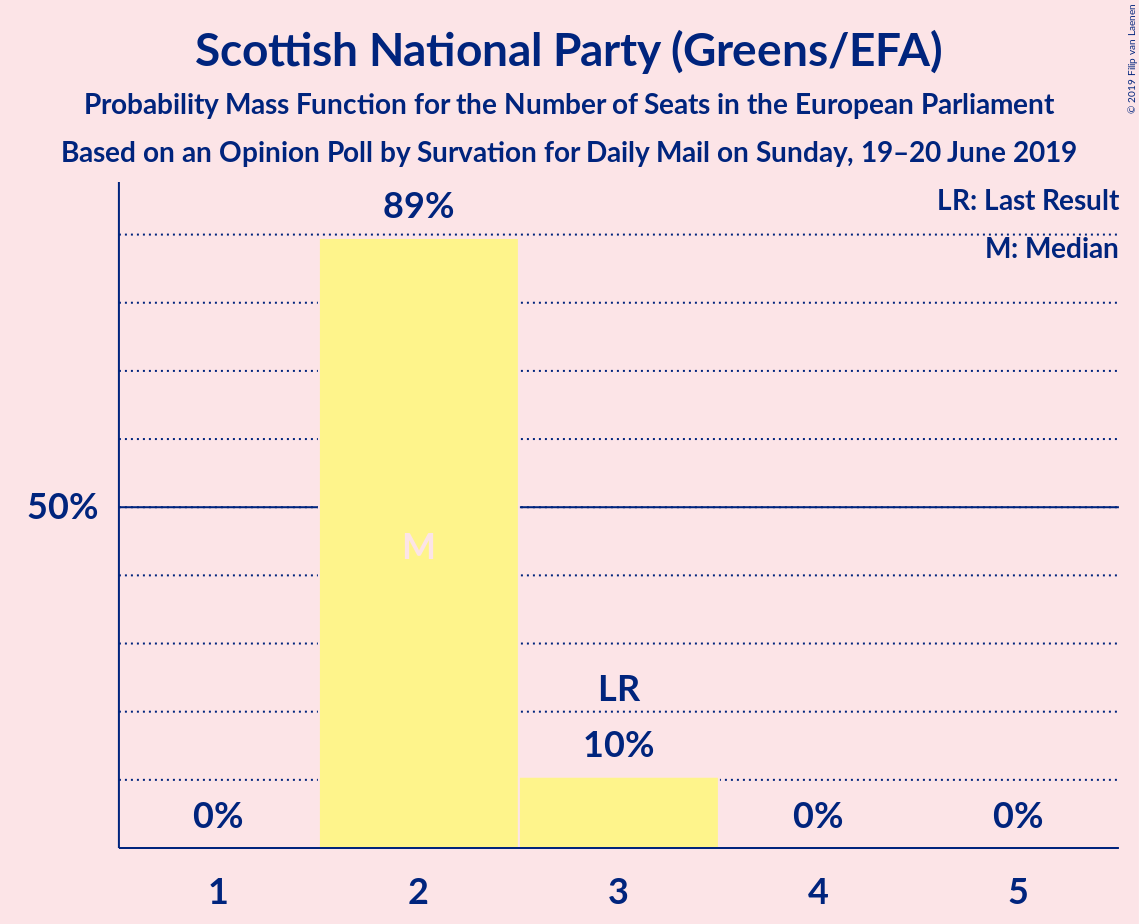 Scottish National Party (Greens/EFA)
Probability Mass Function for the Number of Seats in the European Parliament
Based on an Opinion Poll by Survation for Daily Mail on Sunday, 19–20 June 2019
© 2019 Filip van Laenen
LR: Last Result
M: Median
89%
50%
M
LR
10%
0%
0%
0%
1
2
3
4
5